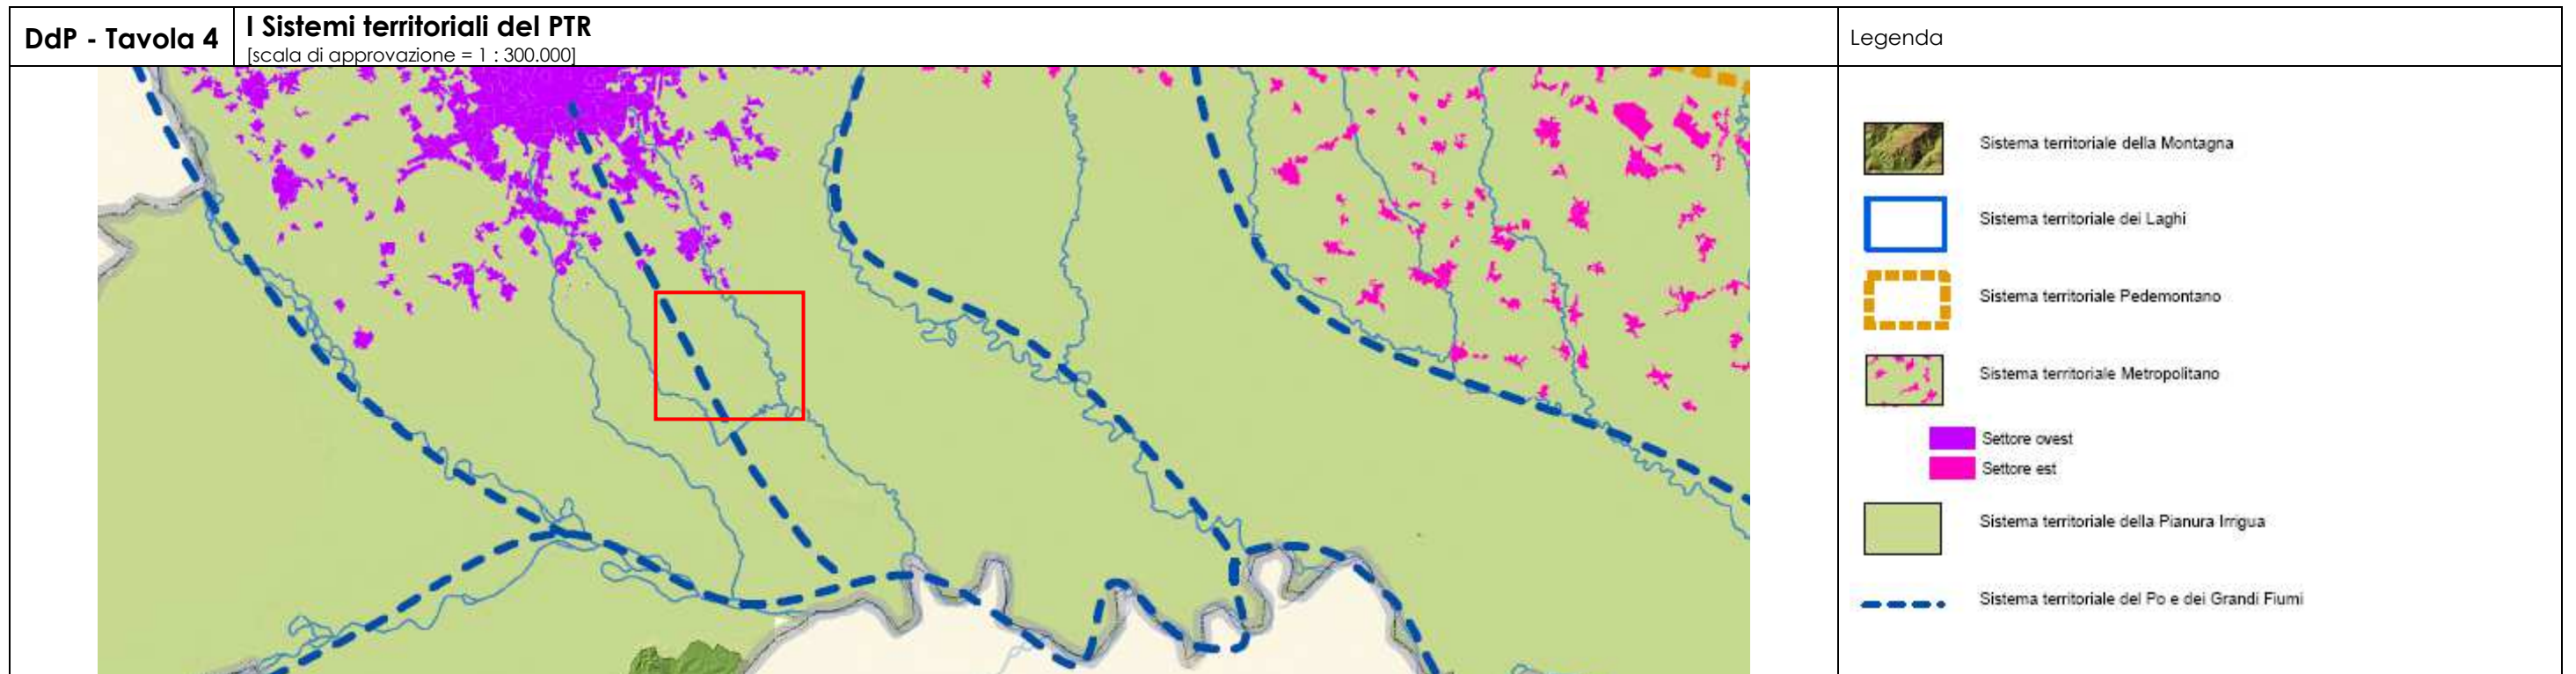 DdP - Tavola 4
I Sistemi territoriali del PTR
[scala di approvazione = 1 : 300.000]
Legenda
Sistema territoriale della Montagna
Sistema territoriale dei Laghi
Sistema territoriale Pedemontano
Sistema territoriale Metropolitano
Settore ovest
Settore est
Sistema territoriale della Pianura Irrigua
Sistema territoriale del Po e dei Grandi Fiumi